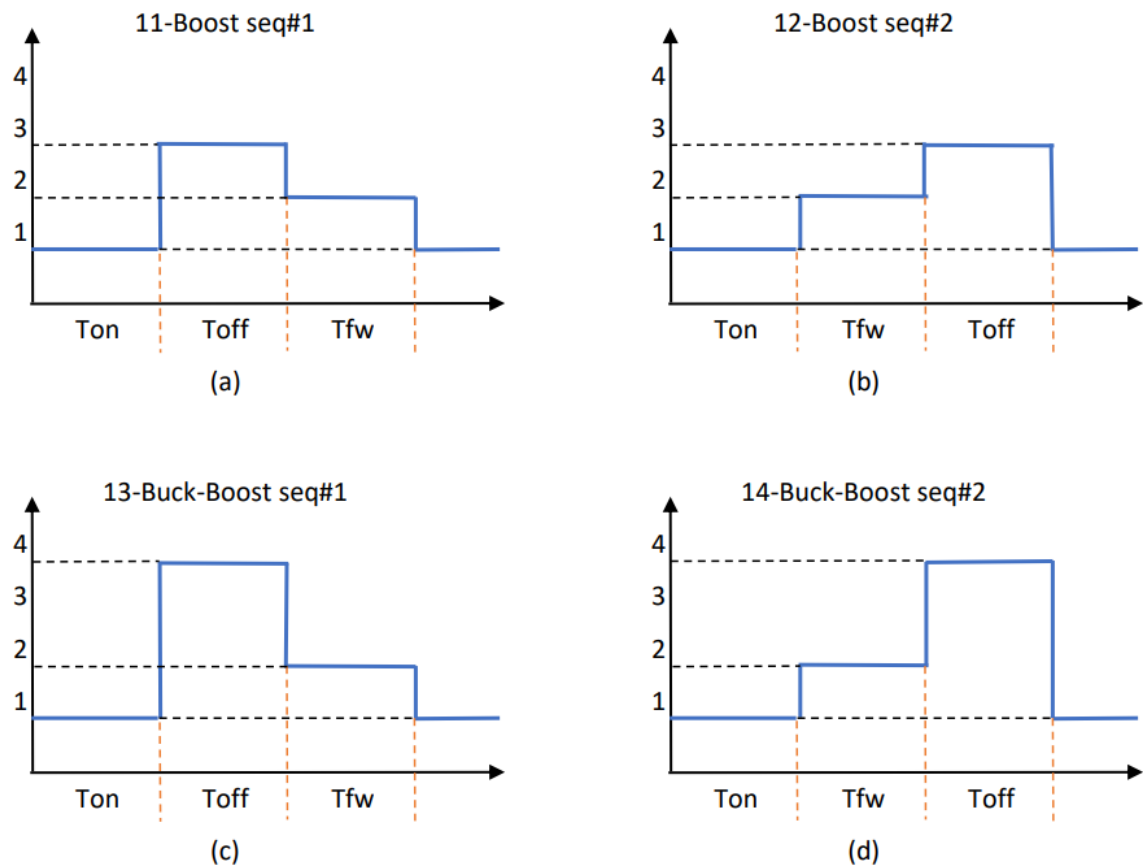 11-Boost seq#1
4
3
2
1
Ton Toff Tfw
(a)
12-Boost seq#2
4
3
2
1
Ton Tfw Toff
(b)
13-Buck-Boost seq#1
4
3
2
1
Ton Toff Tfw
(c)
14-Buck-Boost seq#2
4
3
2
1
Ton Tfw Toff
(d)